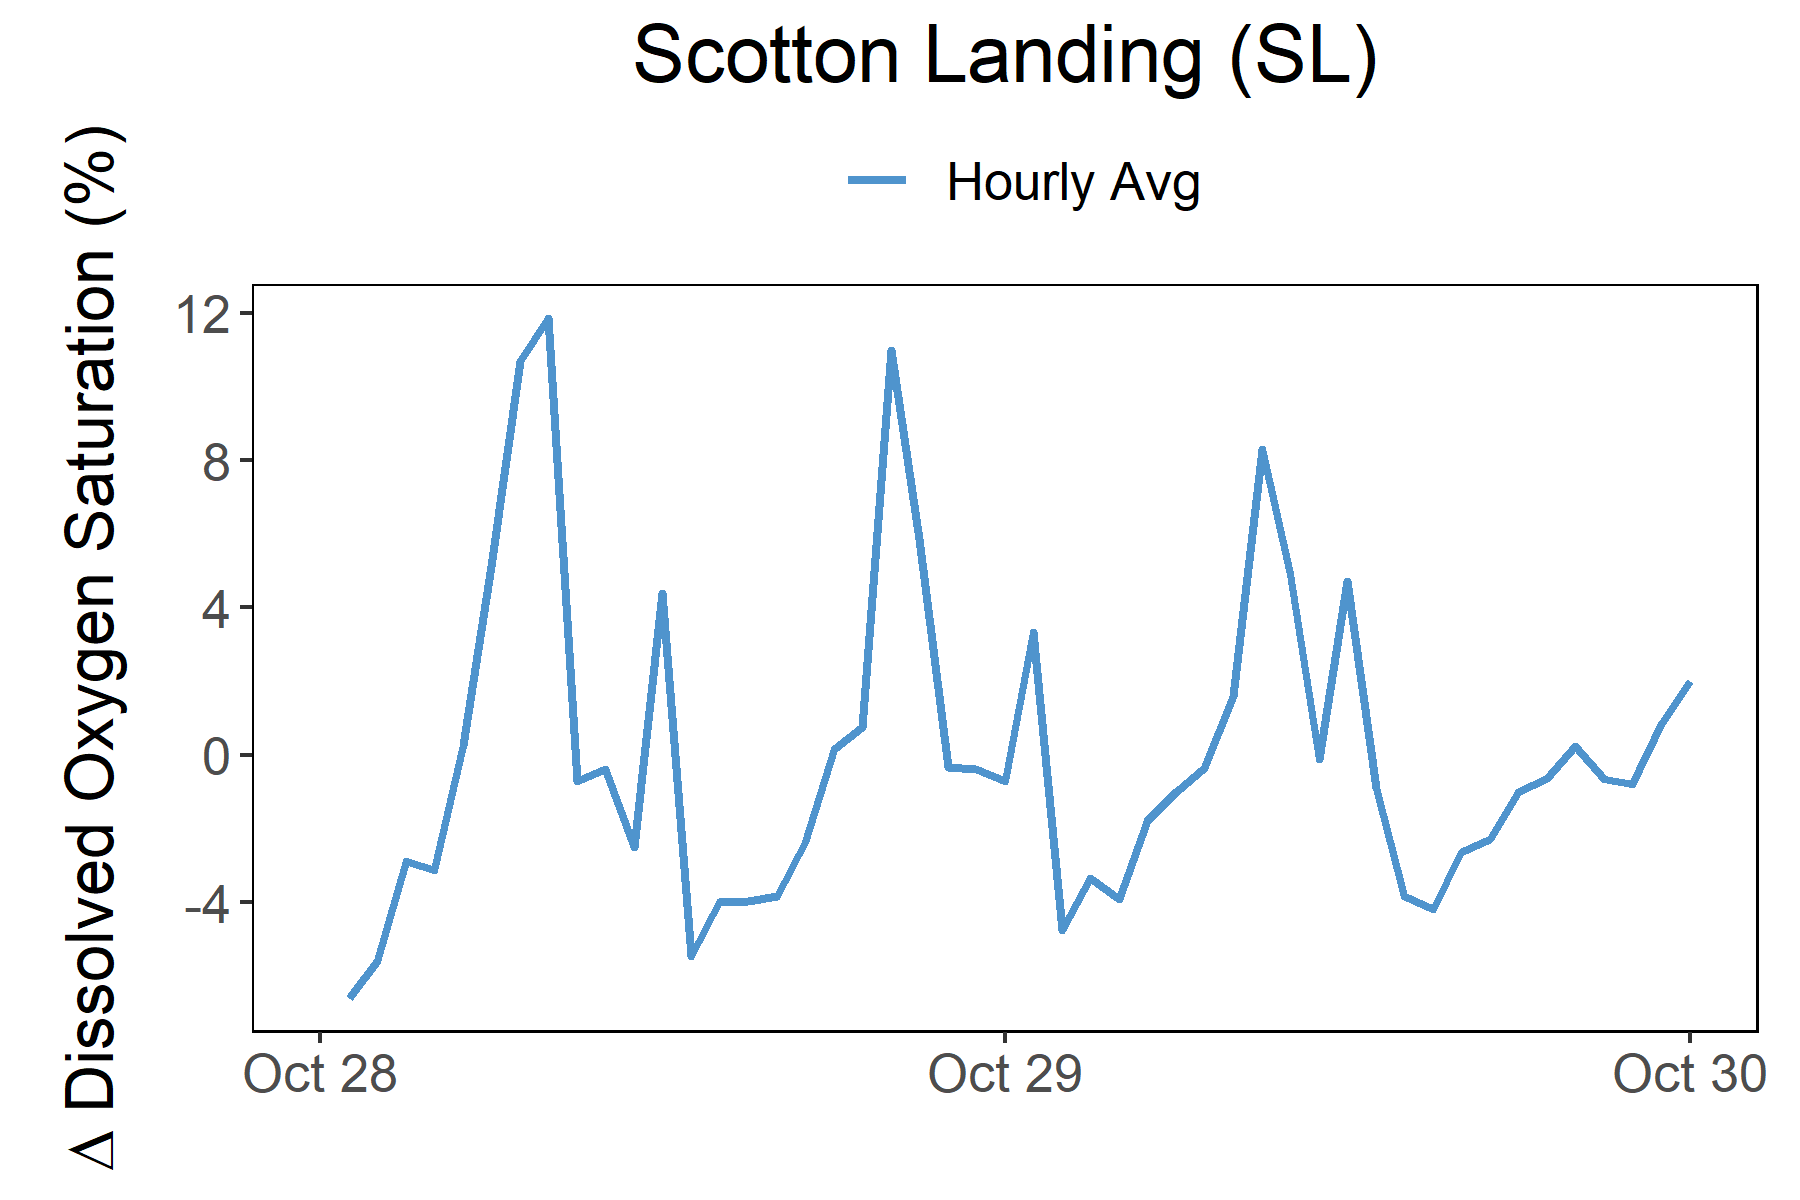 Scotton Landing (SL)
Hourly Avg
Δ Dissolved Oxygen Saturation (%)
12
8
4
0
-4
Oct 28
Oct 29
Oct 30